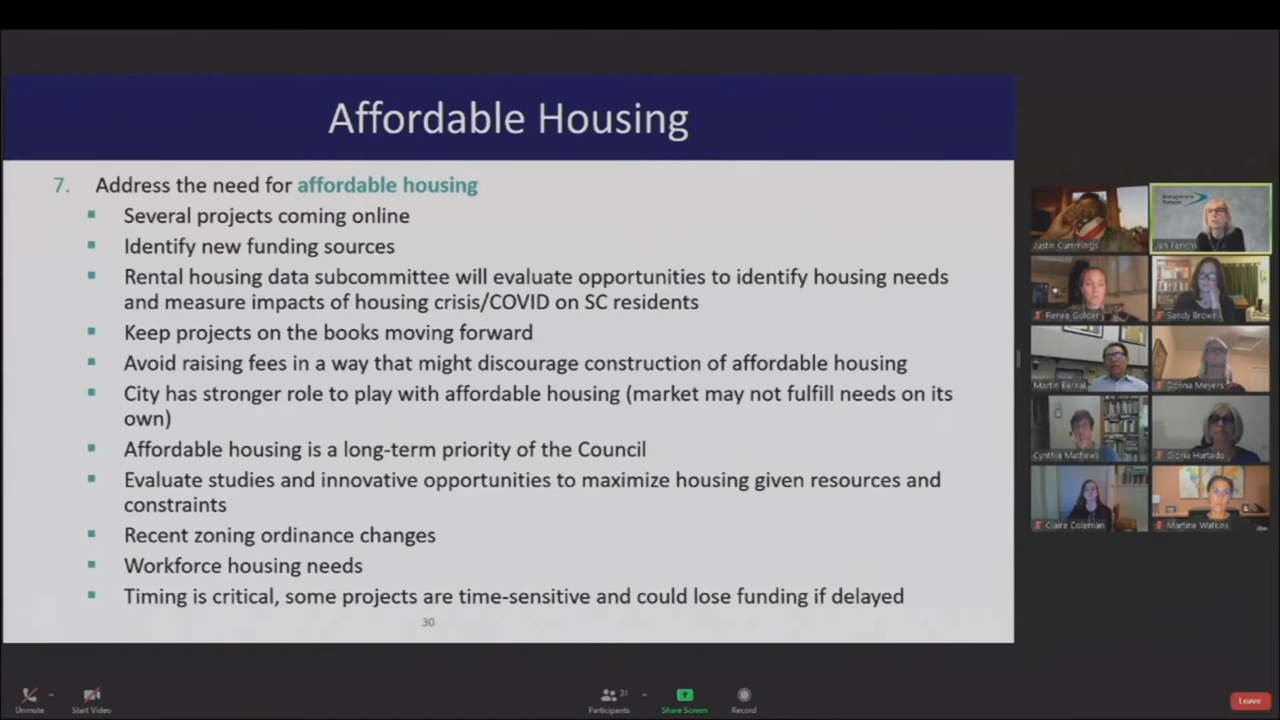 Affordable Housing
7. Address the need for affordable housing
Several projects coming online
Identify new funding sources
Rental housing data subcommittee will evaluate opportunities to identify housing needs
and measure impacts of housing crisis/COVID on SC residents
Keep projects on the books moving forward
Avoid raising fees in a way that might discourage construction of affordable housing
City has stronger role to play with affordable housing (market may not fulfill needs on its
own)
Affordable housing is a long-term priority of the Council
Evaluate studies and innovative opportunities to maximize housing given resources and
constraints
Recent zoning ordinance changes
Workforce housing needs
Timing is critical, some projects are time-sensitive and could lose funding if delayed
30
Management
Partners
Justin Cummings
Jan Perkins
Renee Golder
Sandy Brown
Martin Bernal
Donna Meyers
Cynthia Mathews
Gloria Hurtado
Claire Coleman
Martine Watkins
Unmute
Start Video
Participants
31
Share Screen
Record
Leave